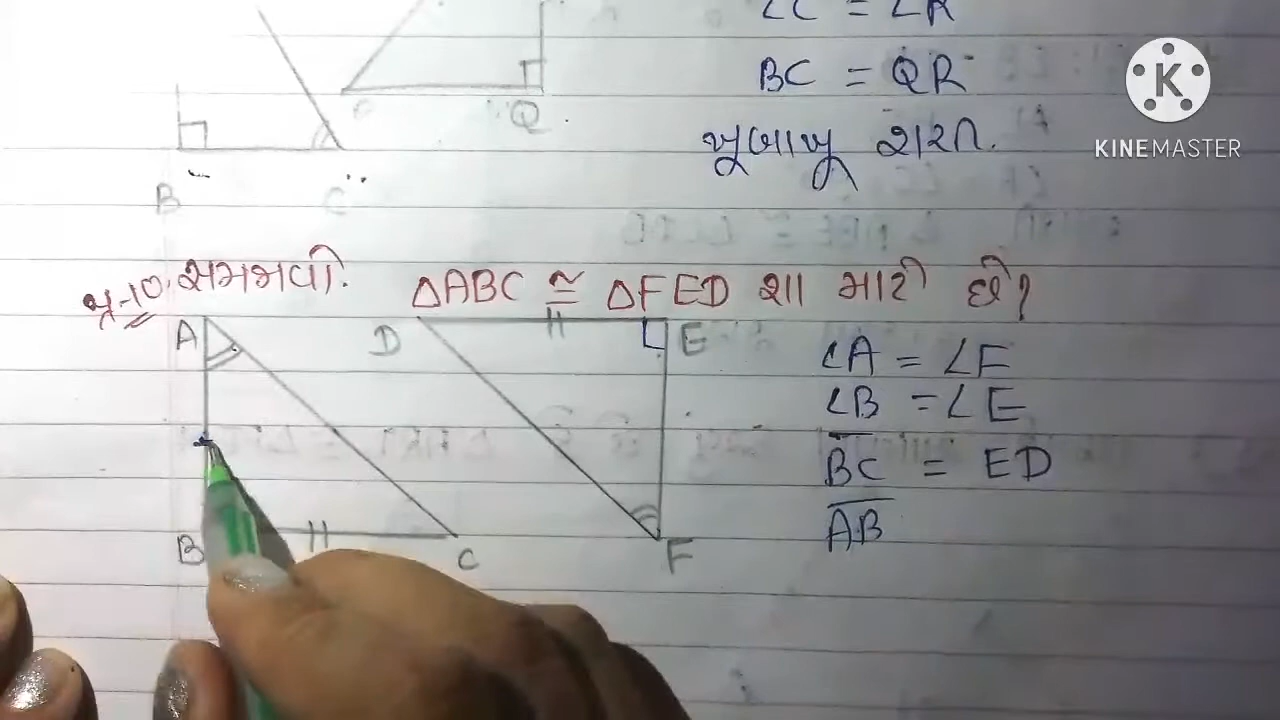 ∠C = ∠R
BC = QR
ખૂબાખૂ શરત.
K
KINEMASTER
Q
B C
પ્ર-10. સમજાવો. △ABC ≅ △FED શા માટે છે?
A D E
B C F
∠A = ∠F
∠B = ∠E
BC = ED
AB